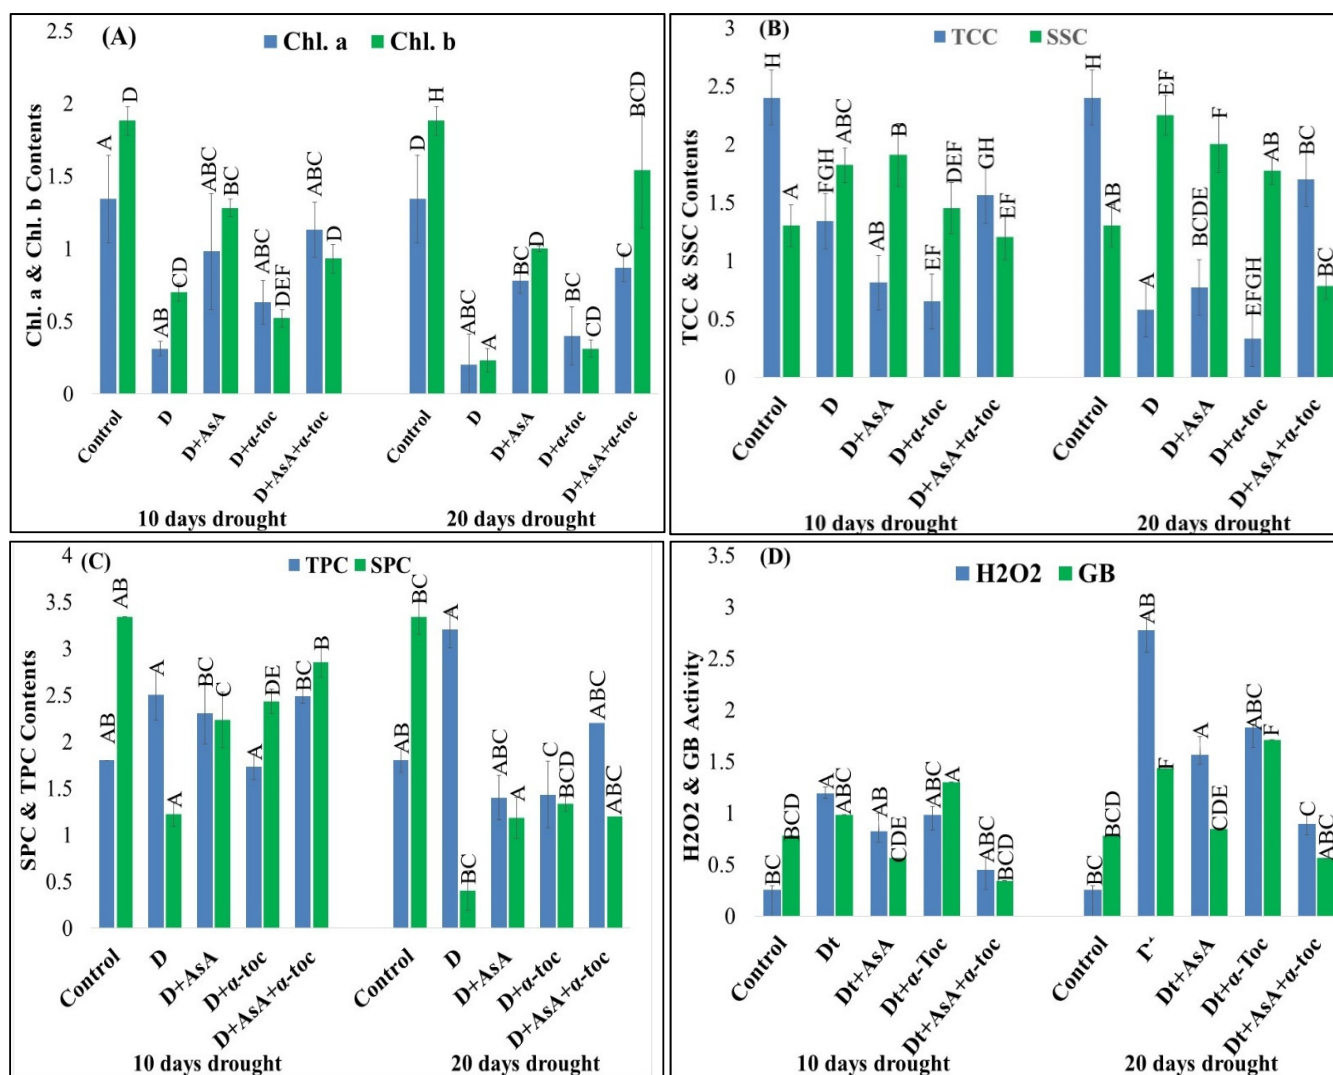 (A)
Chl. a Chl. b
Chl. a & Chl. b Contents
2.5
2
1.5
1
0.5
0
A D AB CD ABC BC ABC DEF ABC D D H ABC A BC D BC CD C BCD
Control D D+AsA D+α-toc D+AsA+α-toc Control D D+AsA D+α-toc D+AsA+α-toc
10 days drought 20 days drought
(B)
TCC SSC
TCC & SSC Contents
3
2.5
2
1.5
1
0.5
0
H A FGH ABC AB B EF DEF GH EF H AB A EF BCDE F EFGH AB BC BC
Control D D+AsA D+α-toc D+AsA+α-toc Control D D+AsA D+α-toc D+AsA+α-toc
10 days drought 20 days drought
(C)
TPC SPC
SPC & TPC Contents
4
3.5
3
2.5
2
1.5
1
0.5
0
AB AB A A BC C A DE BC B AB BC A BC ABC A C BCD ABC ABC
Control D D+AsA D+α-toc D+AsA+α-toc Control D D+AsA D+α-toc D+AsA+α-toc
10 days drought 20 days drought
(D)
H2O2 GB
H2O2 & GB Activity
3.5
3
2.5
2
1.5
1
0.5
0
BC BCD A ABC AB CDE ABC A ABC BCD BC BCD AB A CDE ABC F C ABC
Control Dt Dt+AsA Dt+α-Toc Dt+AsA+α-toc Control Dt+AsA Dt+α-Toc Dt+AsA+α-toc
10 days drought 20 days drought